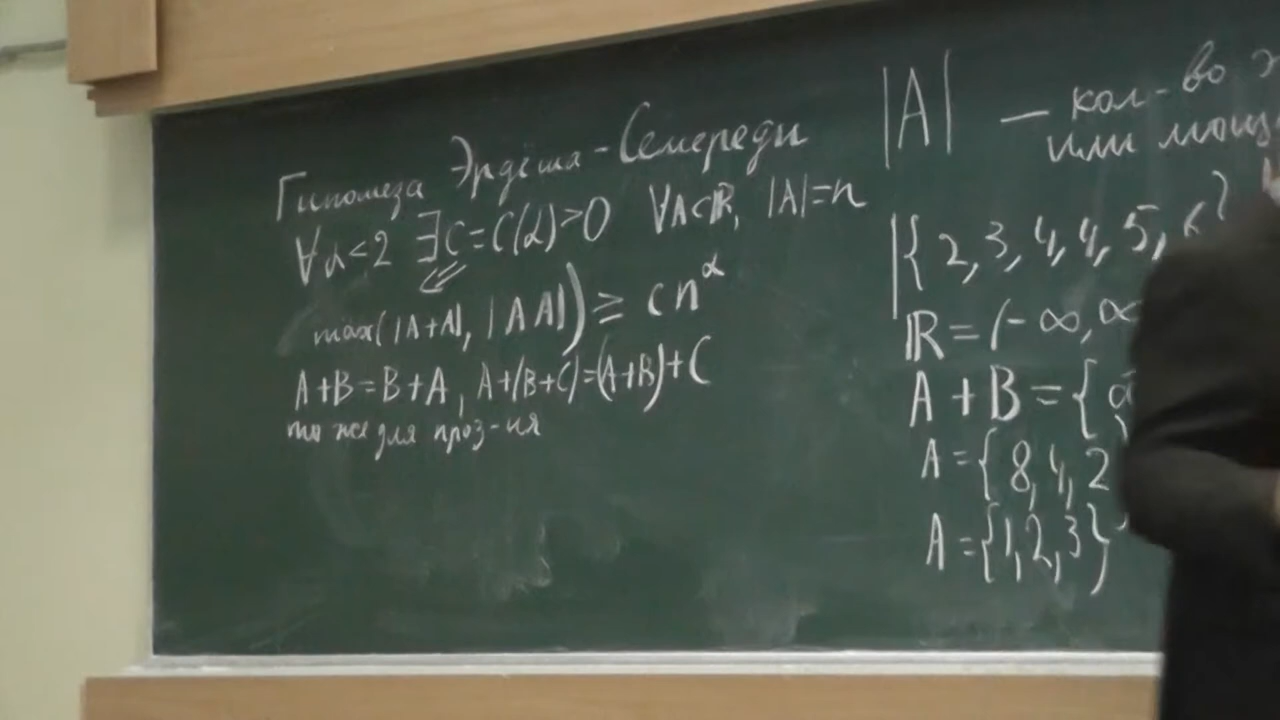 Гипотеза Эрдёша-Семереди
∀α<2 ∃C=C(α)>0 ∀A⊂ℝ, |A|=n
max(|A+A|, |AA|) ≥ cn^α
A+B=B+A, A+(B+C)=(A+B)+C
то же для произ-ия
|A| — кол-во э
или мощ
|{2,3,4,4,5,6}
ℝ=(-∞,∞
A+B={a
A={8,4,2
A={1,2,3}